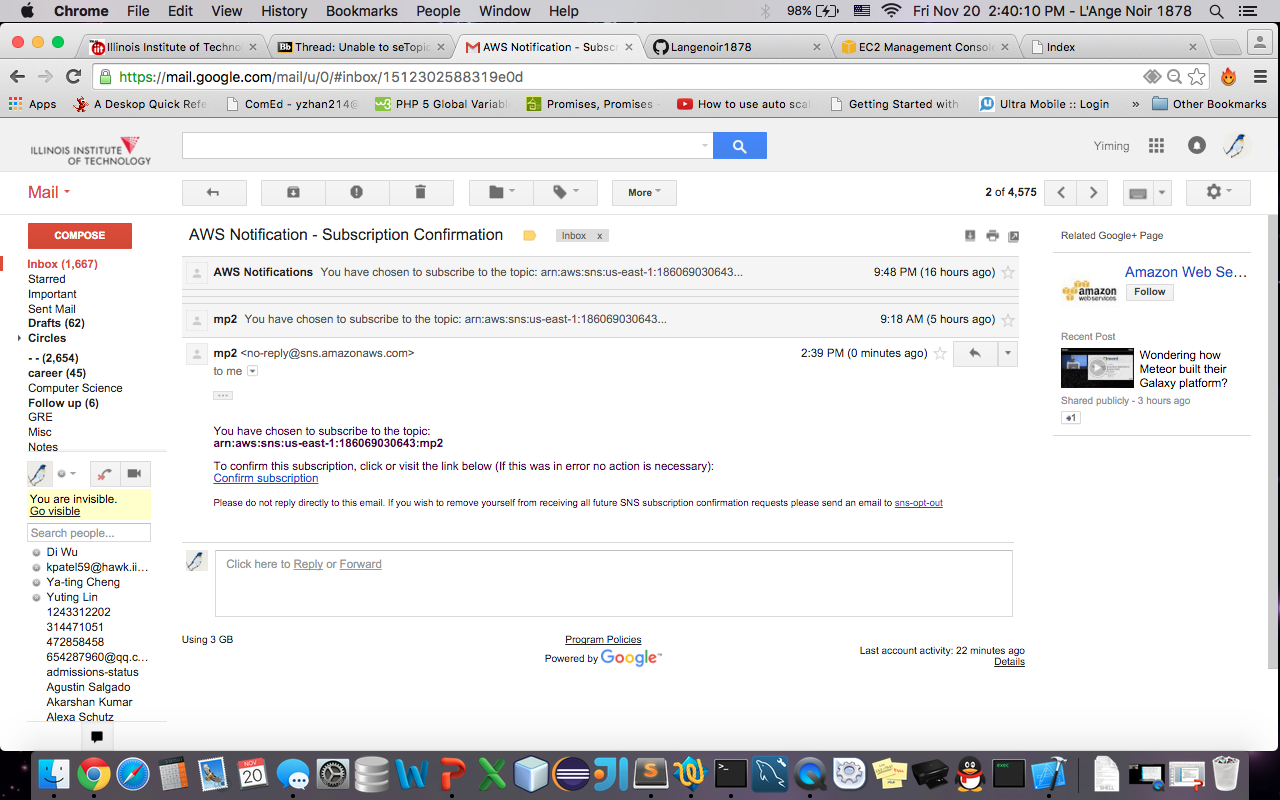 Chrome File Edit View History Bookmarks People Window Help 98% Fri Nov 20 2:40:10 PM - L'Ange Noir 1878
Illinois Institute of Techno
Bb Thread: Unable to seTopic
AWS Notification - Subscr
Langenoir1878
EC2 Management Console
Index
https://mail.google.com/mail/u/0/#inbox/1512302588319e0d
Apps A Deskop Quick Refe ComEd - yzhan214@ PHP 5 Global Variabl Promises, Promises - How to use auto scal Getting Started with Ultra Mobile :: Login » Other Bookmarks
ILLINOIS INSTITUTE
OF TECHNOLOGY
Yiming
Mail
More
2 of 4,575
COMPOSE
Inbox (1,667)
Starred
Important
Sent Mail
Drafts (62)
Circles
- - (2,654)
career (45)
Computer Science
Follow up (6)
GRE
Misc
Notes
You are invisible.
Go visible
Search people...
Di Wu
kpatel59@hawk.ii...
Ya-ting Cheng
Yuting Lin
1243312202
314471051
472858458
654287960@qq.c...
admissions-status
Agustin Salgado
Akarshan Kumar
Alexa Schutz
AWS Notification - Subscription Confirmation
Inbox x
AWS Notifications You have chosen to subscribe to the topic: arn:aws:sns:us-east-1:186069030643... 9:48 PM (16 hours ago)
mp2 You have chosen to subscribe to the topic: arn:aws:sns:us-east-1:186069030643... 9:18 AM (5 hours ago)
mp2 <no-reply@sns.amazonaws.com> 2:39 PM (0 minutes ago)
to me
You have chosen to subscribe to the topic:
arn:aws:sns:us-east-1:186069030643:mp2
To confirm this subscription, click or visit the link below (If this was in error no action is necessary):
Confirm subscription
Please do not reply directly to this email. If you wish to remove yourself from receiving all future SNS subscription confirmation requests please send an email to sns-opt-out
Click here to Reply or Forward
Using 3 GB
Program Policies
Powered by Google™
Last account activity: 22 minutes ago
Details
Related Google+ Page
amazon
web services
Amazon Web Se...
Follow
Recent Post
Wondering how
Meteor built their
Galaxy platform?
Shared publicly - 3 hours ago
+1
NOV
20